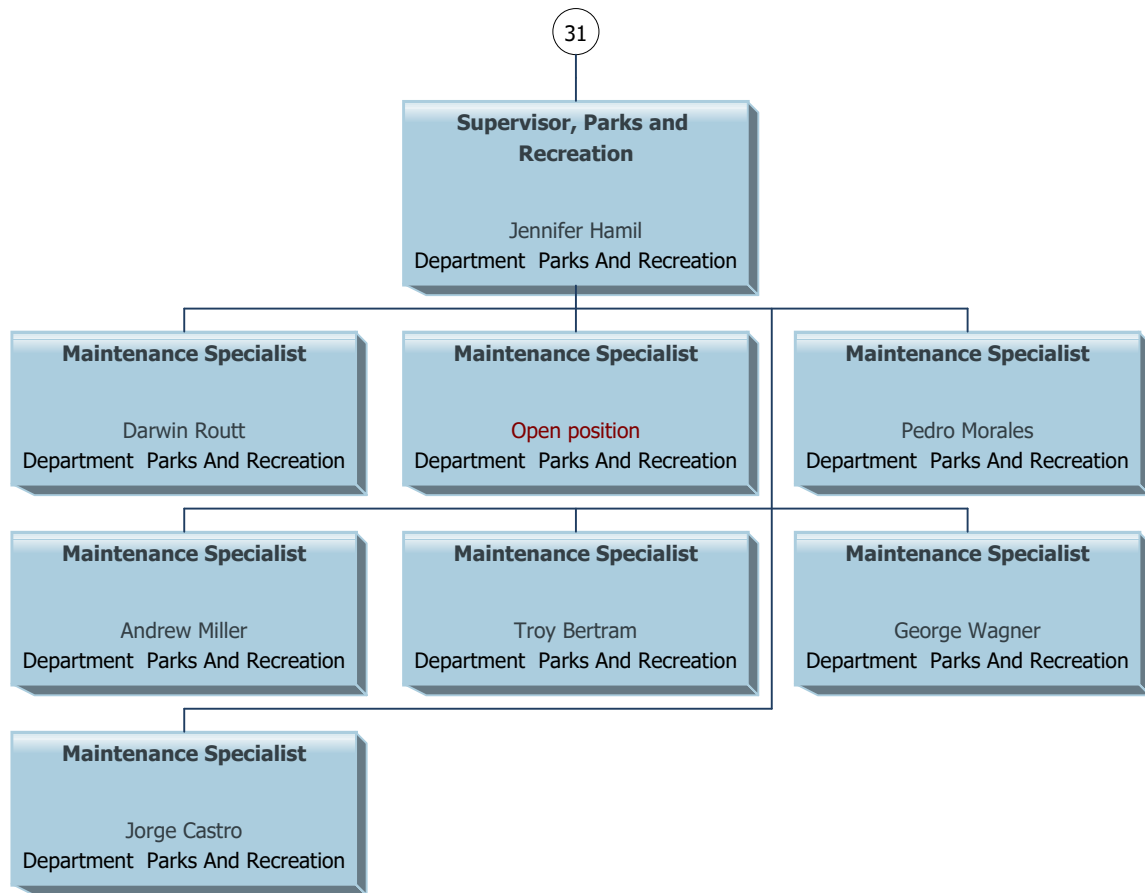 31
Supervisor, Parks and
Recreation
Jennifer Hamil
Department  Parks And Recreation
Maintenance Specialist
Darwin Routt
Department  Parks And Recreation
Maintenance Specialist
Open position
Department  Parks And Recreation
Maintenance Specialist
Pedro Morales
Department  Parks And Recreation
Maintenance Specialist
Andrew Miller
Department  Parks And Recreation
Maintenance Specialist
Troy Bertram
Department  Parks And Recreation
Maintenance Specialist
George Wagner
Department  Parks And Recreation
Maintenance Specialist
Jorge Castro
Department  Parks And Recreation